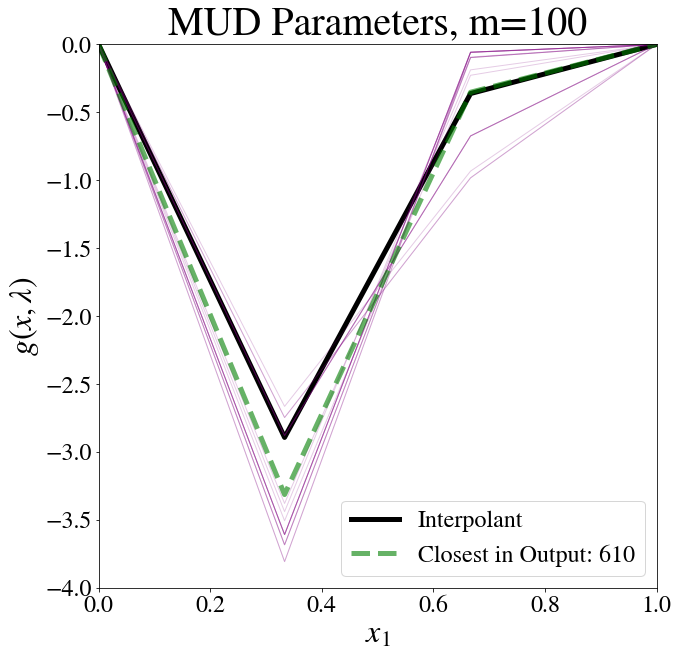 MUD Parameters, m=100
0.0
−0.5
−1.0
−1.5
−2.0
−2.5
−3.0
−3.5
−4.0
g(x, λ)
Interpolant
Closest in Output: 610
0.0 0.2 0.4 0.6 0.8 1.0
x₁